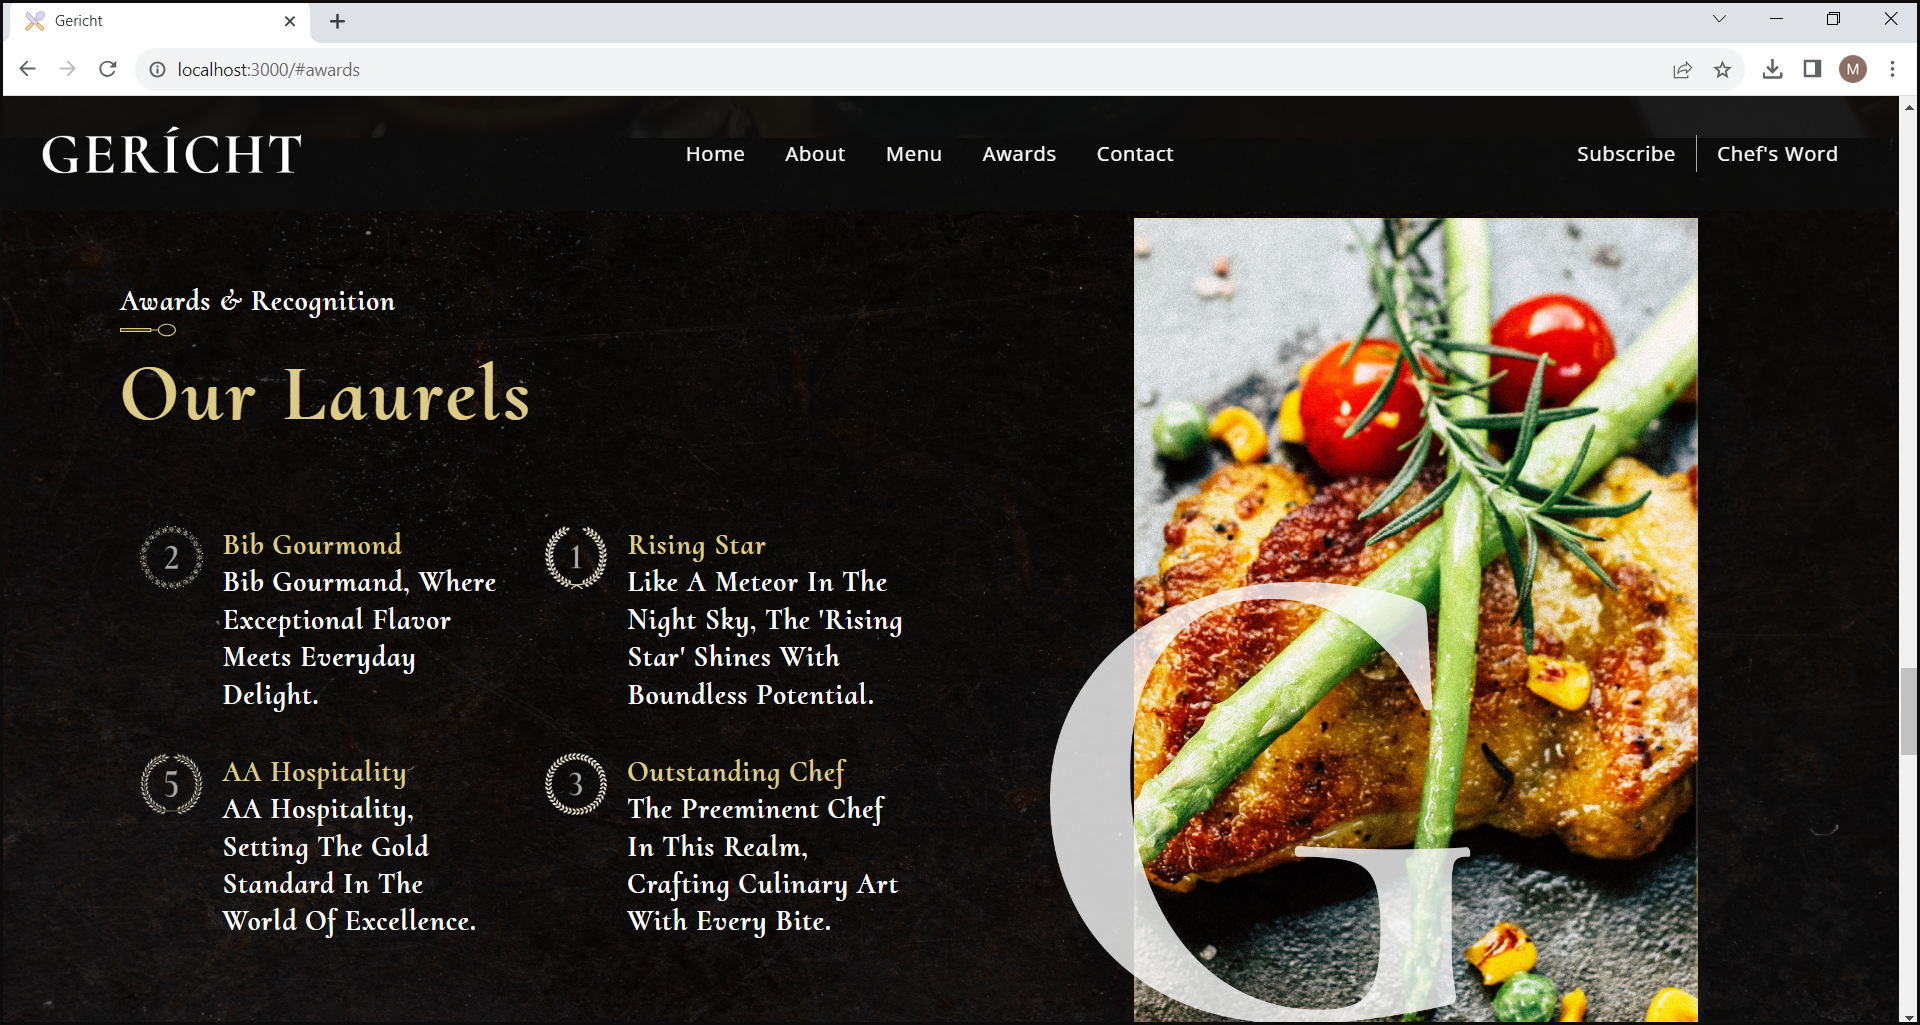 Gericht
localhost:3000/#awards
M
GERÍCHT
Home About Menu Awards Contact
Subscribe Chef's Word
Awards & Recognition
Our Laurels
2
Bib Gourmond
Bib Gourmand, Where
Exceptional Flavor
Meets Everyday
Delight.
1
Rising Star
Like A Meteor In The
Night Sky, The 'Rising
Star' Shines With
Boundless Potential.
5
AA Hospitality
AA Hospitality,
Setting The Gold
Standard In The
World Of Excellence.
3
Outstanding Chef
The Preeminent Chef
In This Realm,
Crafting Culinary Art
With Every Bite.
G